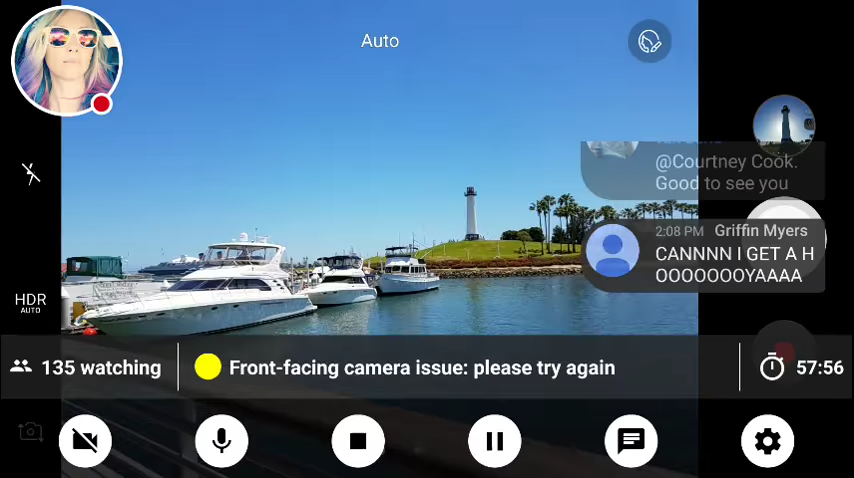 Auto
@Courtney Cook.
Good to see you
2:08 PM Griffin Myers
CANNNN I GET A H
OOOOOOOYAAAA
HDR
AUTO
135 watching
Front-facing camera issue: please try again
57:56